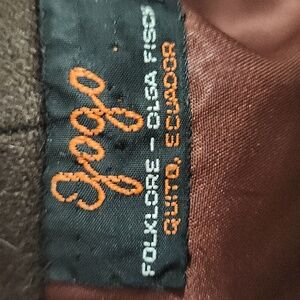 Gogo
FOLKLORE - OLGA FISCH
QUITO, ECUADOR